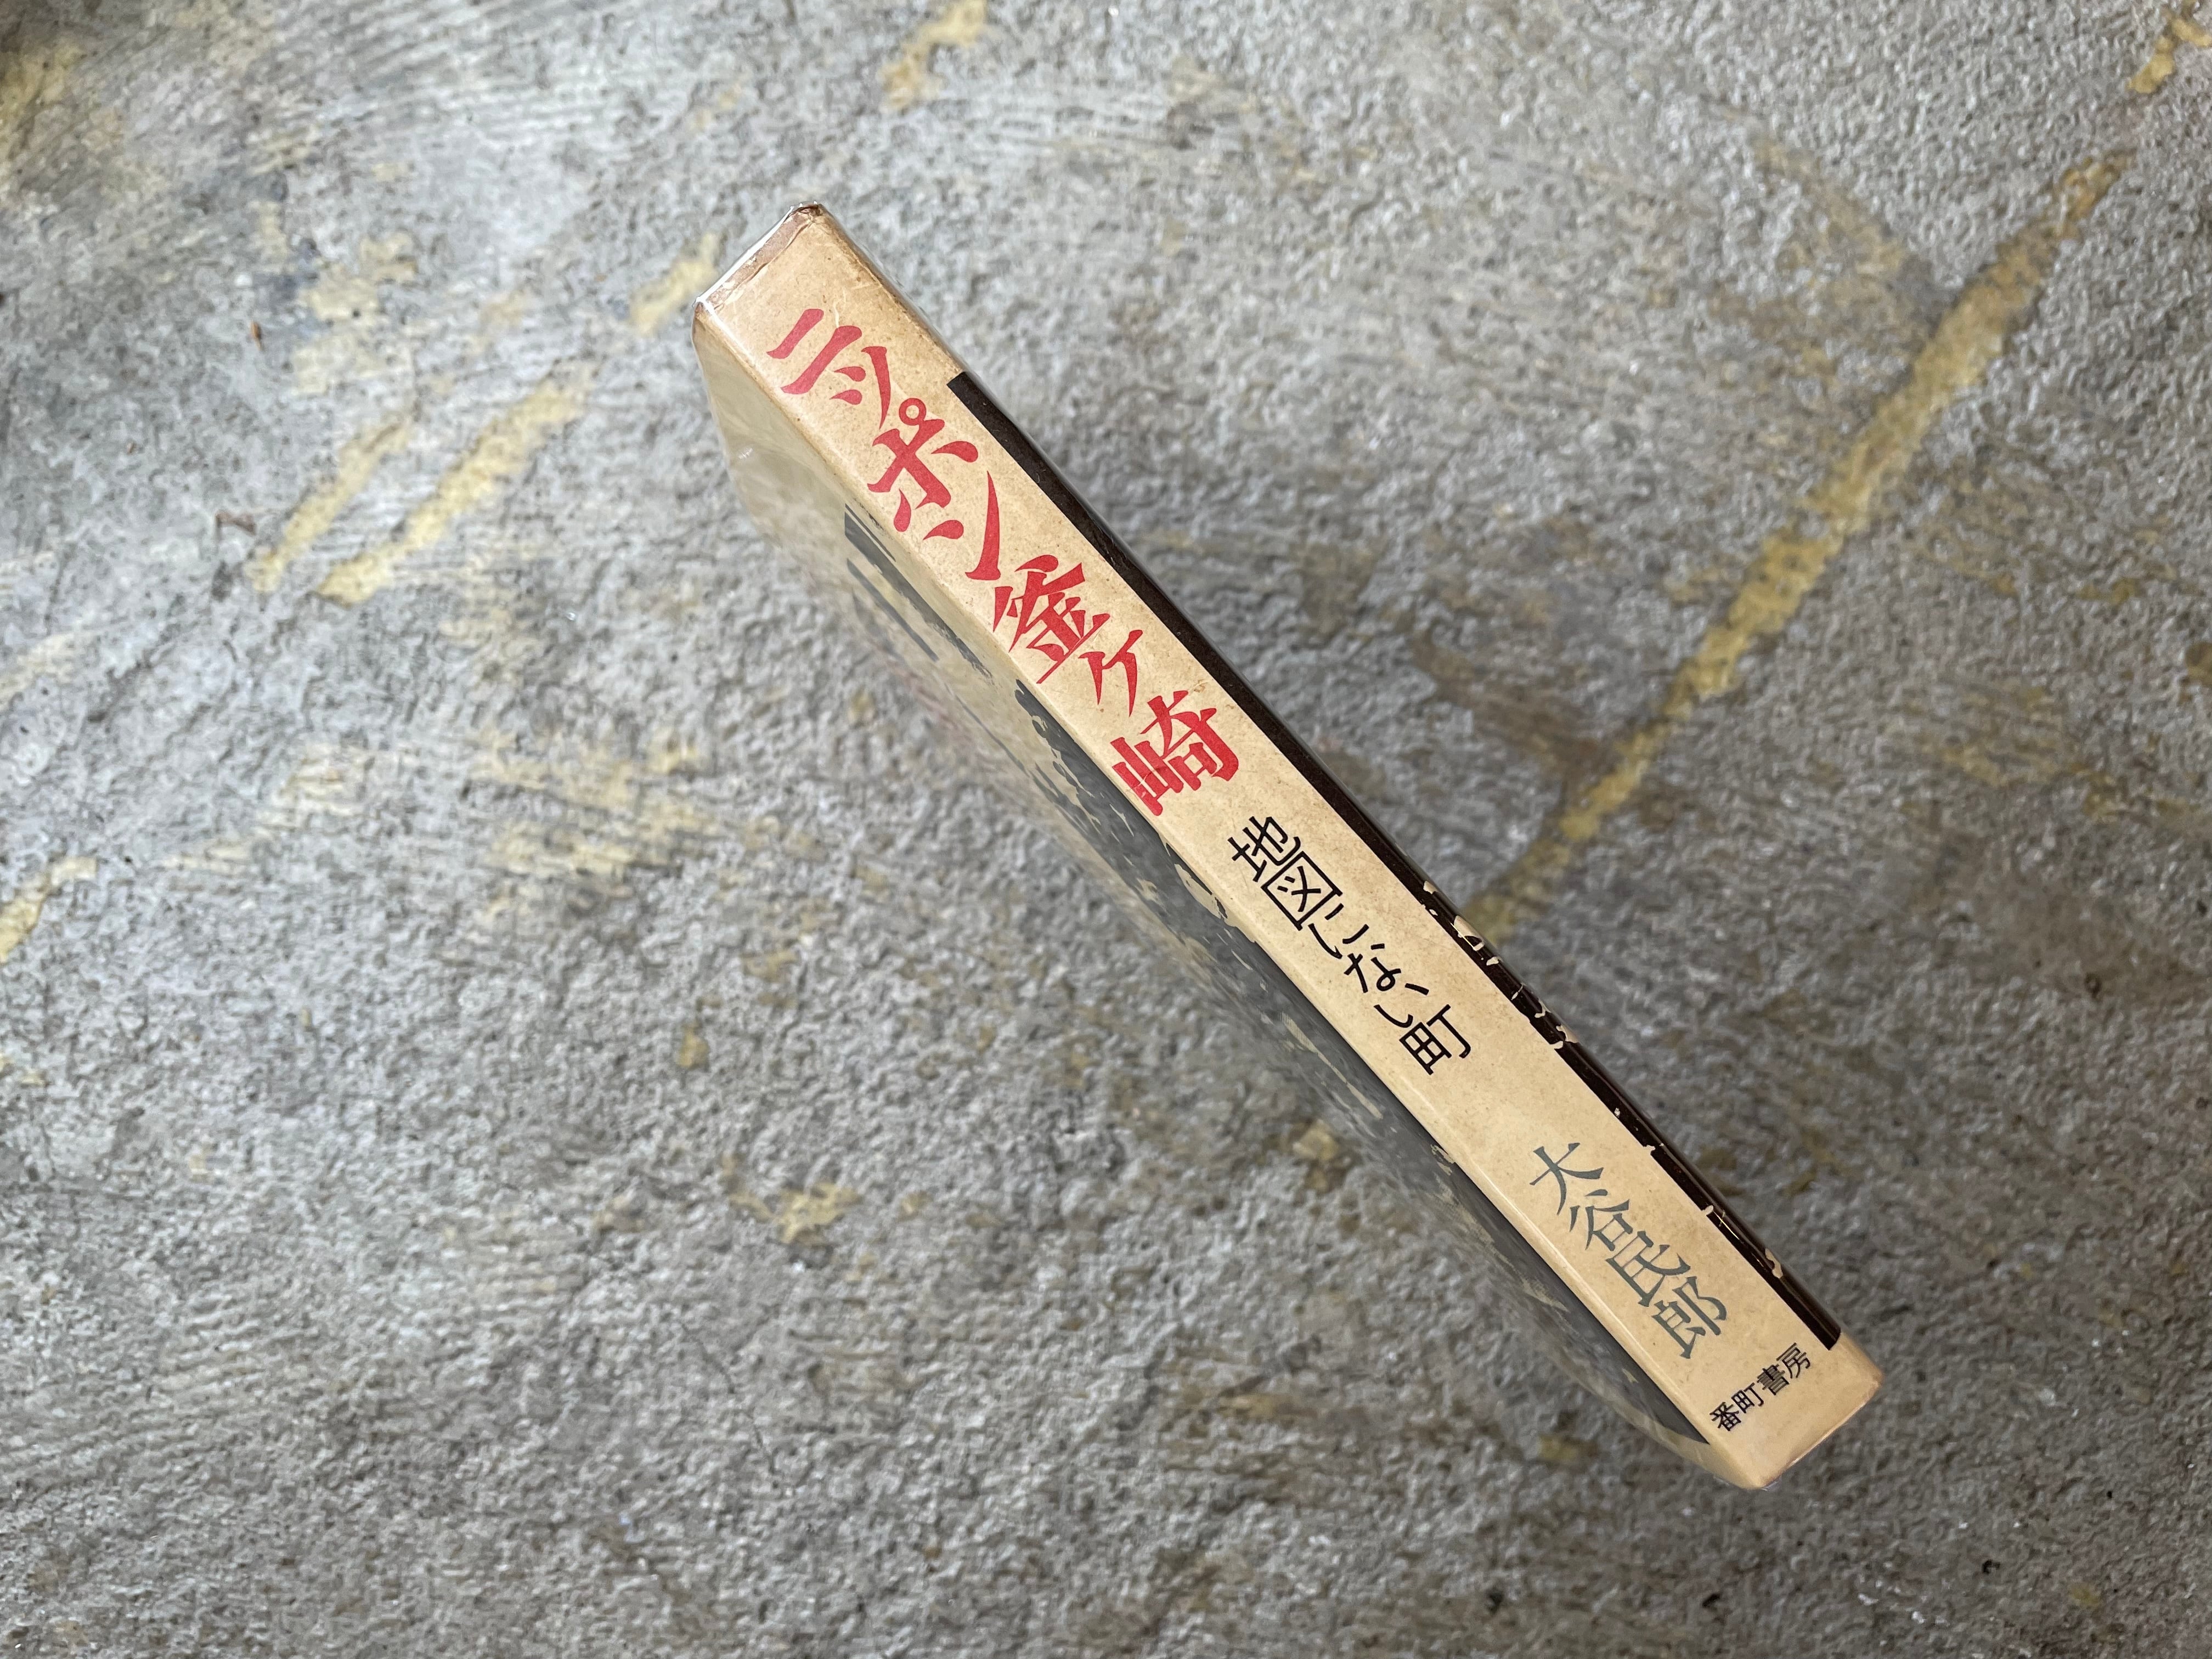 ニッポン釜ヶ崎
地図にない町
大谷民郎
番町書房